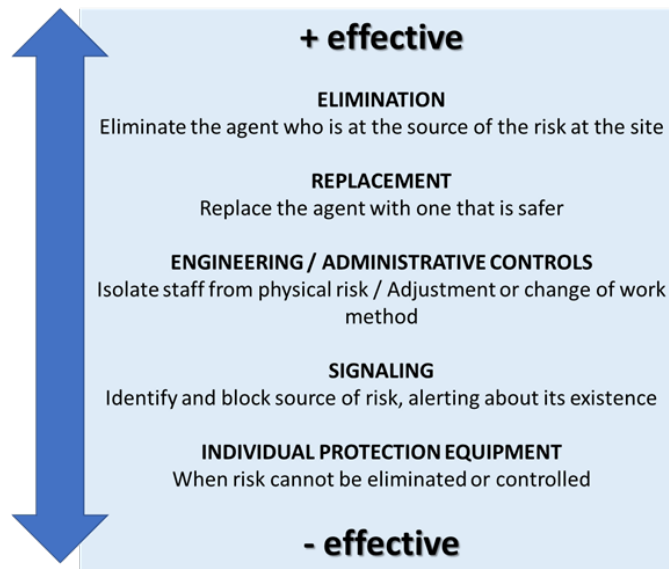 + effective
ELIMINATION
Eliminate the agent who is at the source of the risk at the site
REPLACEMENT
Replace the agent with one that is safer
ENGINEERING / ADMINISTRATIVE CONTROLS
Isolate staff from physical risk / Adjustment or change of work
method
SIGNALING
Identify and block source of risk, alerting about its existence
INDIVIDUAL PROTECTION EQUIPMENT
When risk cannot be eliminated or controlled
- effective